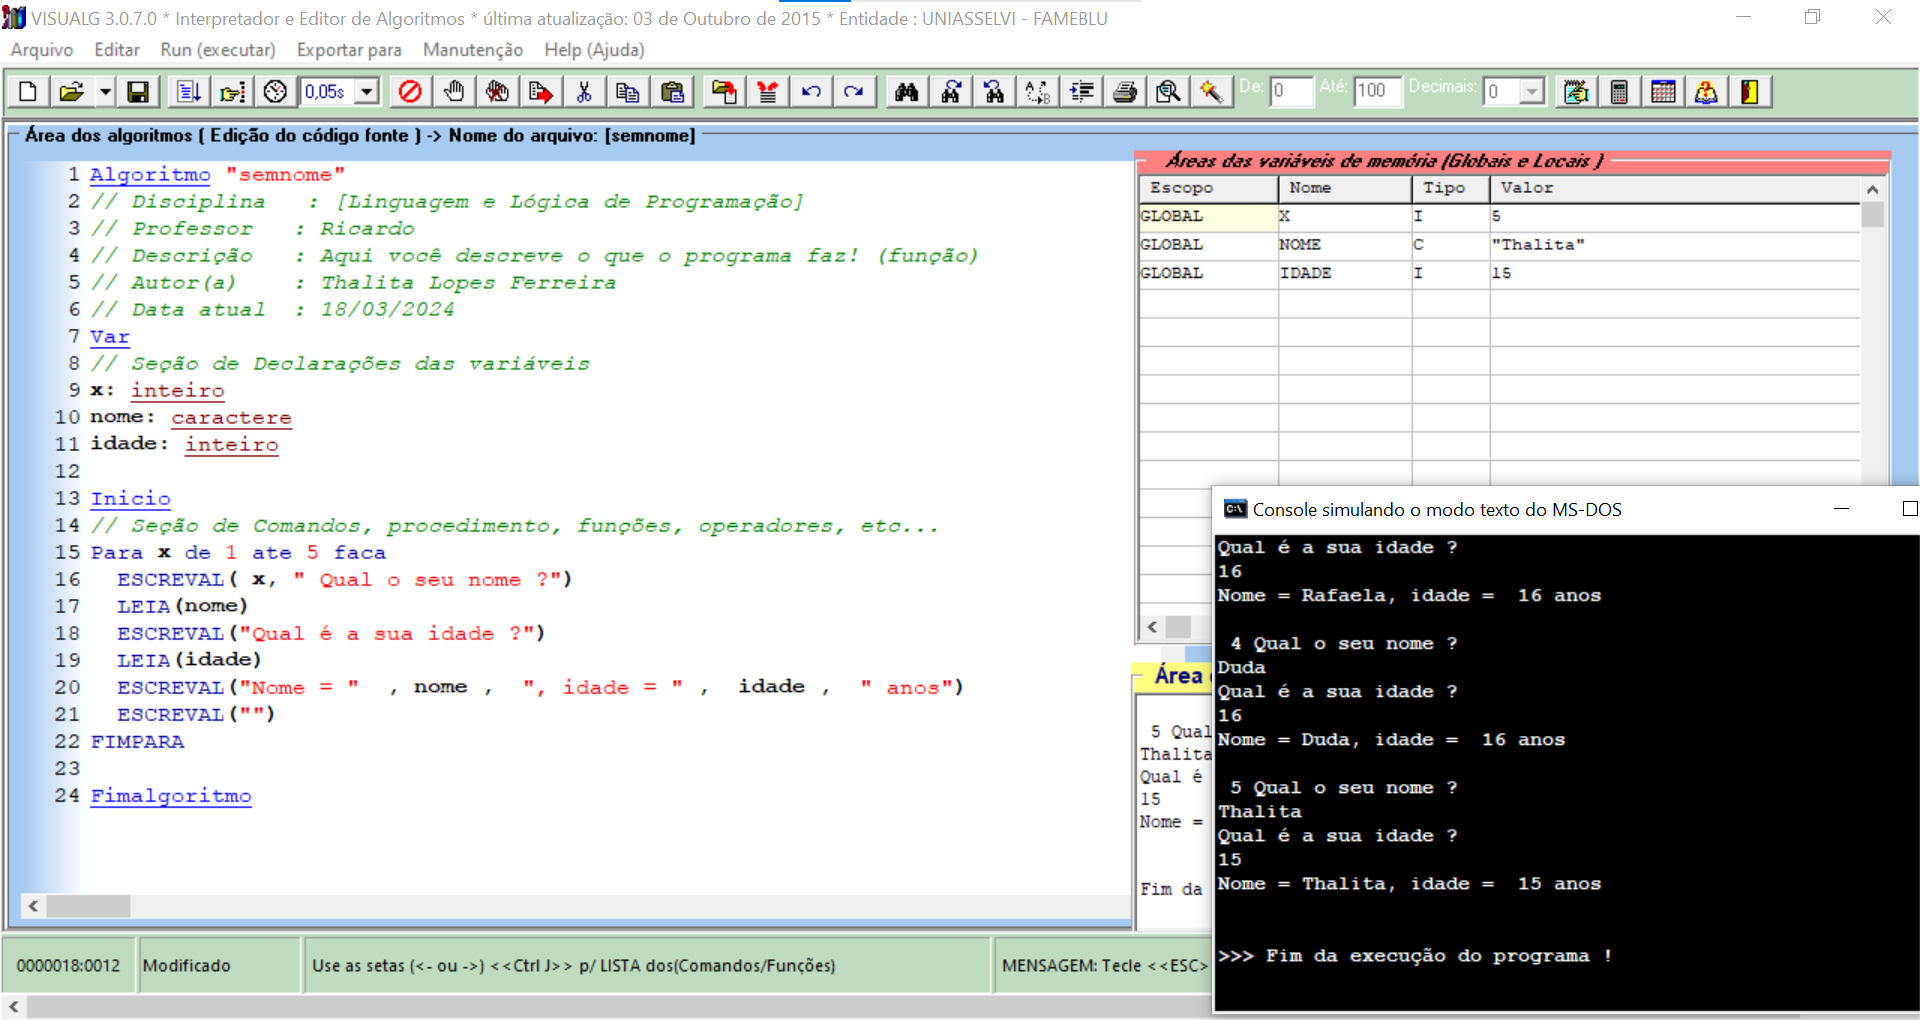 VISUALG 3.0.7.0 * Interpretador e Editor de Algoritmos * última atualização: 03 de Outubro de 2015 * Entidade : UNIASSELVI - FAMEBLU
Arquivo Editar Run (executar) Exportar para Manutenção Help (Ajuda)
0,05s De: 0 Até: 100 Decimais: 0
Área dos algoritmos ( Edição do código fonte ) -> Nome do arquivo: [semnome]
1 Algoritmo "semnome"
2 // Disciplina : [Linguagem e Lógica de Programação]
3 // Professor : Ricardo
4 // Descrição : Aqui você descreve o que o programa faz! (função)
5 // Autor(a) : Thalita Lopes Ferreira
6 // Data atual : 18/03/2024
7 Var
8 // Seção de Declarações das variáveis
9 x: inteiro
10 nome: caractere
11 idade: inteiro
12
13 Inicio
14 // Seção de Comandos, procedimento, funções, operadores, etc...
15 Para x de 1 ate 5 faca
16 ESCREVAL( x, " Qual o seu nome ?")
17 LEIA(nome)
18 ESCREVAL("Qual é a sua idade ?")
19 LEIA(idade)
20 ESCREVAL("Nome = " , nome , ", idade = " , idade , " anos")
21 ESCREVAL("")
22 FIMPARA
23
24 Fimalgoritmo
Áreas das variáveis de memória (Globais e Locais )
Escopo Nome Tipo Valor
GLOBAL X I 5
GLOBAL NOME C "Thalita"
GLOBAL IDADE I 15
Área
5 Qual
Thalita
Qual é
15
Nome =
Fim da
Console simulando o modo texto do MS-DOS
Qual é a sua idade ?
16
Nome = Rafaela, idade = 16 anos
4 Qual o seu nome ?
Duda
Qual é a sua idade ?
16
Nome = Duda, idade = 16 anos
5 Qual o seu nome ?
Thalita
Qual é a sua idade ?
15
Nome = Thalita, idade = 15 anos
>>> Fim da execução do programa !
0000018:0012 Modificado Use as setas (<- ou ->) <<Ctrl J>> p/ LISTA dos(Comandos/Funções) MENSAGEM: Tecle <<ESC>